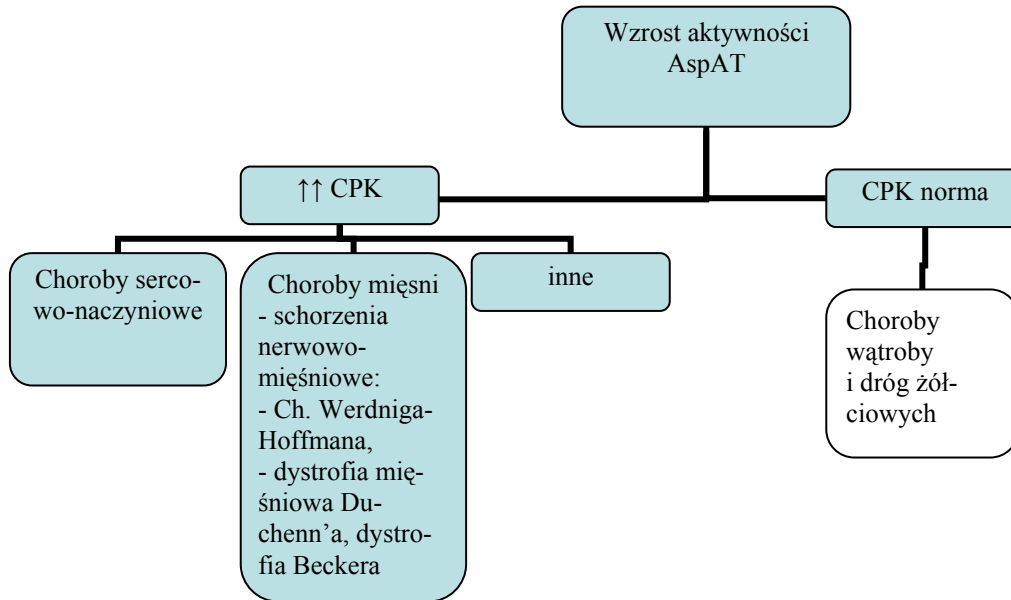 Wzrost aktywności
AspAT
↑↑ CPK
CPK norma
Choroby serco-
wo-naczyniowe
Choroby mięsni
- schorzenia
nerwowo-
mięśniowe:
- Ch. Werdniga-
Hoffmana,
- dystrofia mię-
śniowa Du-
chenn’a, dystro-
fia Beckera
inne
Choroby
wątroby
i dróg żół-
ciowych